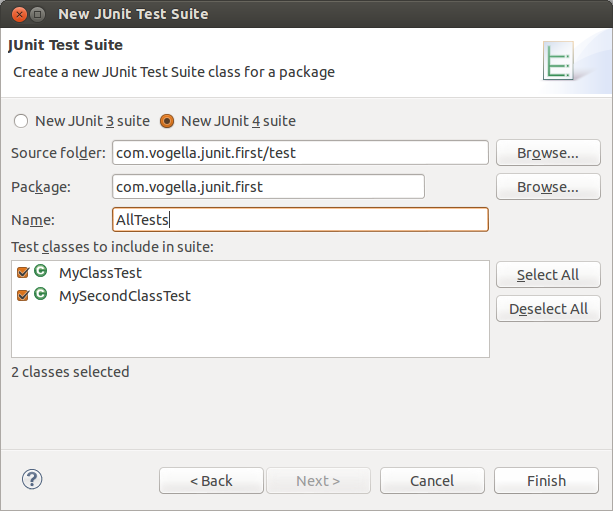 New JUnit Test Suite
JUnit Test Suite
Create a new JUnit Test Suite class for a package
New JUnit 3 suite New JUnit 4 suite
Source folder: com.vogella.junit.first/test Browse...
Package: com.vogella.junit.first Browse...
Name: AllTests
Test classes to include in suite:
C MyClassTest Select All
C MySecondClassTest Deselect All
2 classes selected
? < Back Next > Cancel Finish